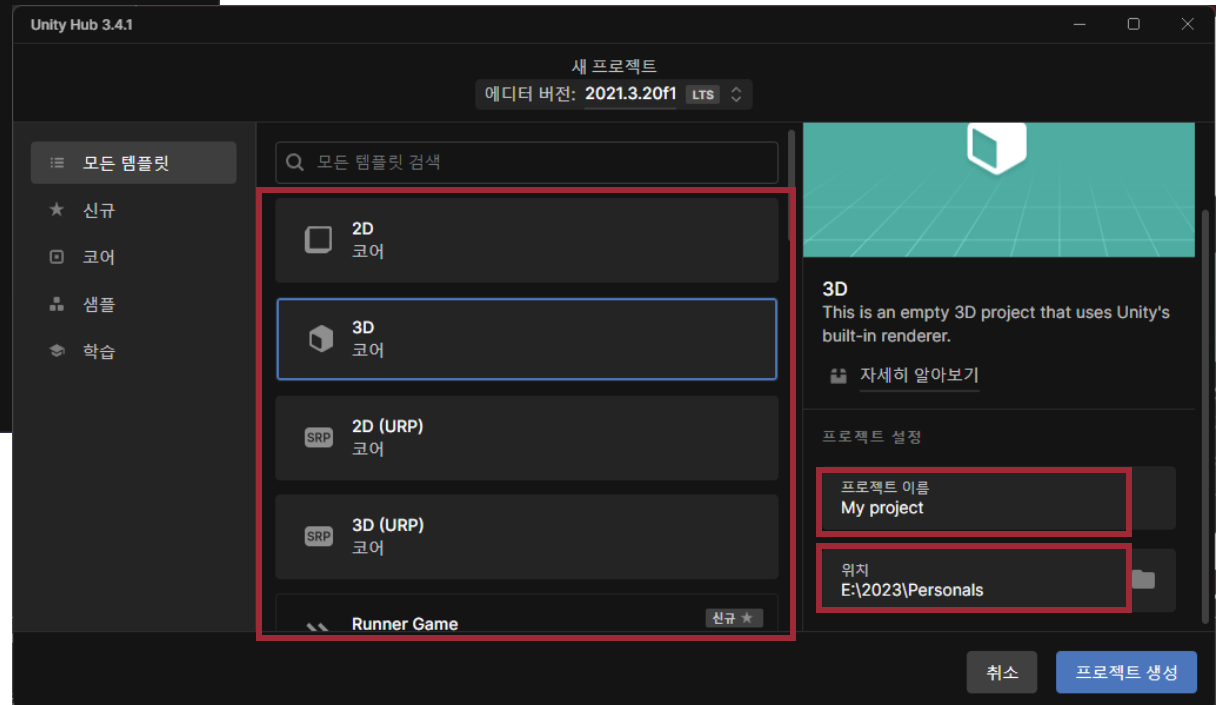 Unity Hub 3.4.1
새 프로젝트
에디터 버전: 2021.3.20f1 LTS
모든 템플릿
신규
코어
샘플
학습
모든 템플릿 검색
2D
코어
3D
코어
SRP
2D (URP)
코어
SRP
3D (URP)
코어
Runner Game
신규
3D
This is an empty 3D project that uses Unity's
built-in renderer.
자세히 알아보기
프로젝트 설정
프로젝트 이름
My project
위치
E:\2023\Personals
취소
프로젝트 생성